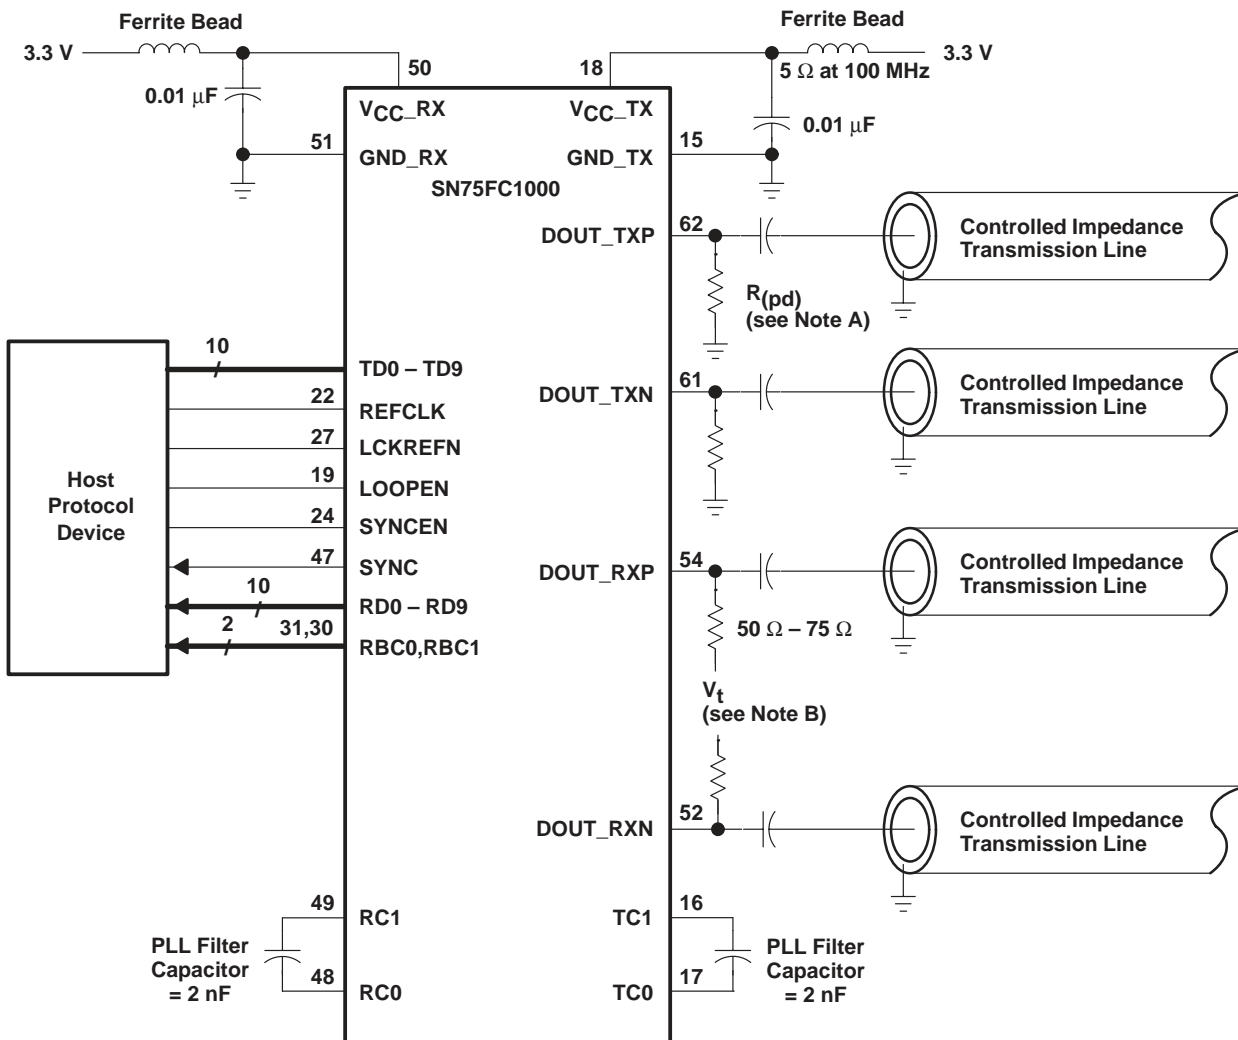 Ferrite Bead
3.3 V
50
0.01 μF
VCC_RX
51
GND_RX
Ferrite Bead
3.3 V
18
5 Ω at 100 MHz
VCC_TX
0.01 μF
15
GND_TX
SN75FC1000
DOUT_TXP
62
Controlled Impedance
Transmission Line
R(pd)
(see Note A)
DOUT_TXN
61
Controlled Impedance
Transmission Line
Host
Protocol
Device
10
TD0 – TD9
22
REFCLK
27
LCKREFN
19
LOOPEN
24
SYNCEN
47
SYNC
10
RD0 – RD9
2
31,30
RBC0,RBC1
DOUT_RXP
54
Controlled Impedance
Transmission Line
50 Ω – 75 Ω
Vt
(see Note B)
DOUT_RXN
52
Controlled Impedance
Transmission Line
49
RC1
PLL Filter
Capacitor
= 2 nF
48
RC0
TC1
16
PLL Filter
Capacitor
= 2 nF
TC0
17